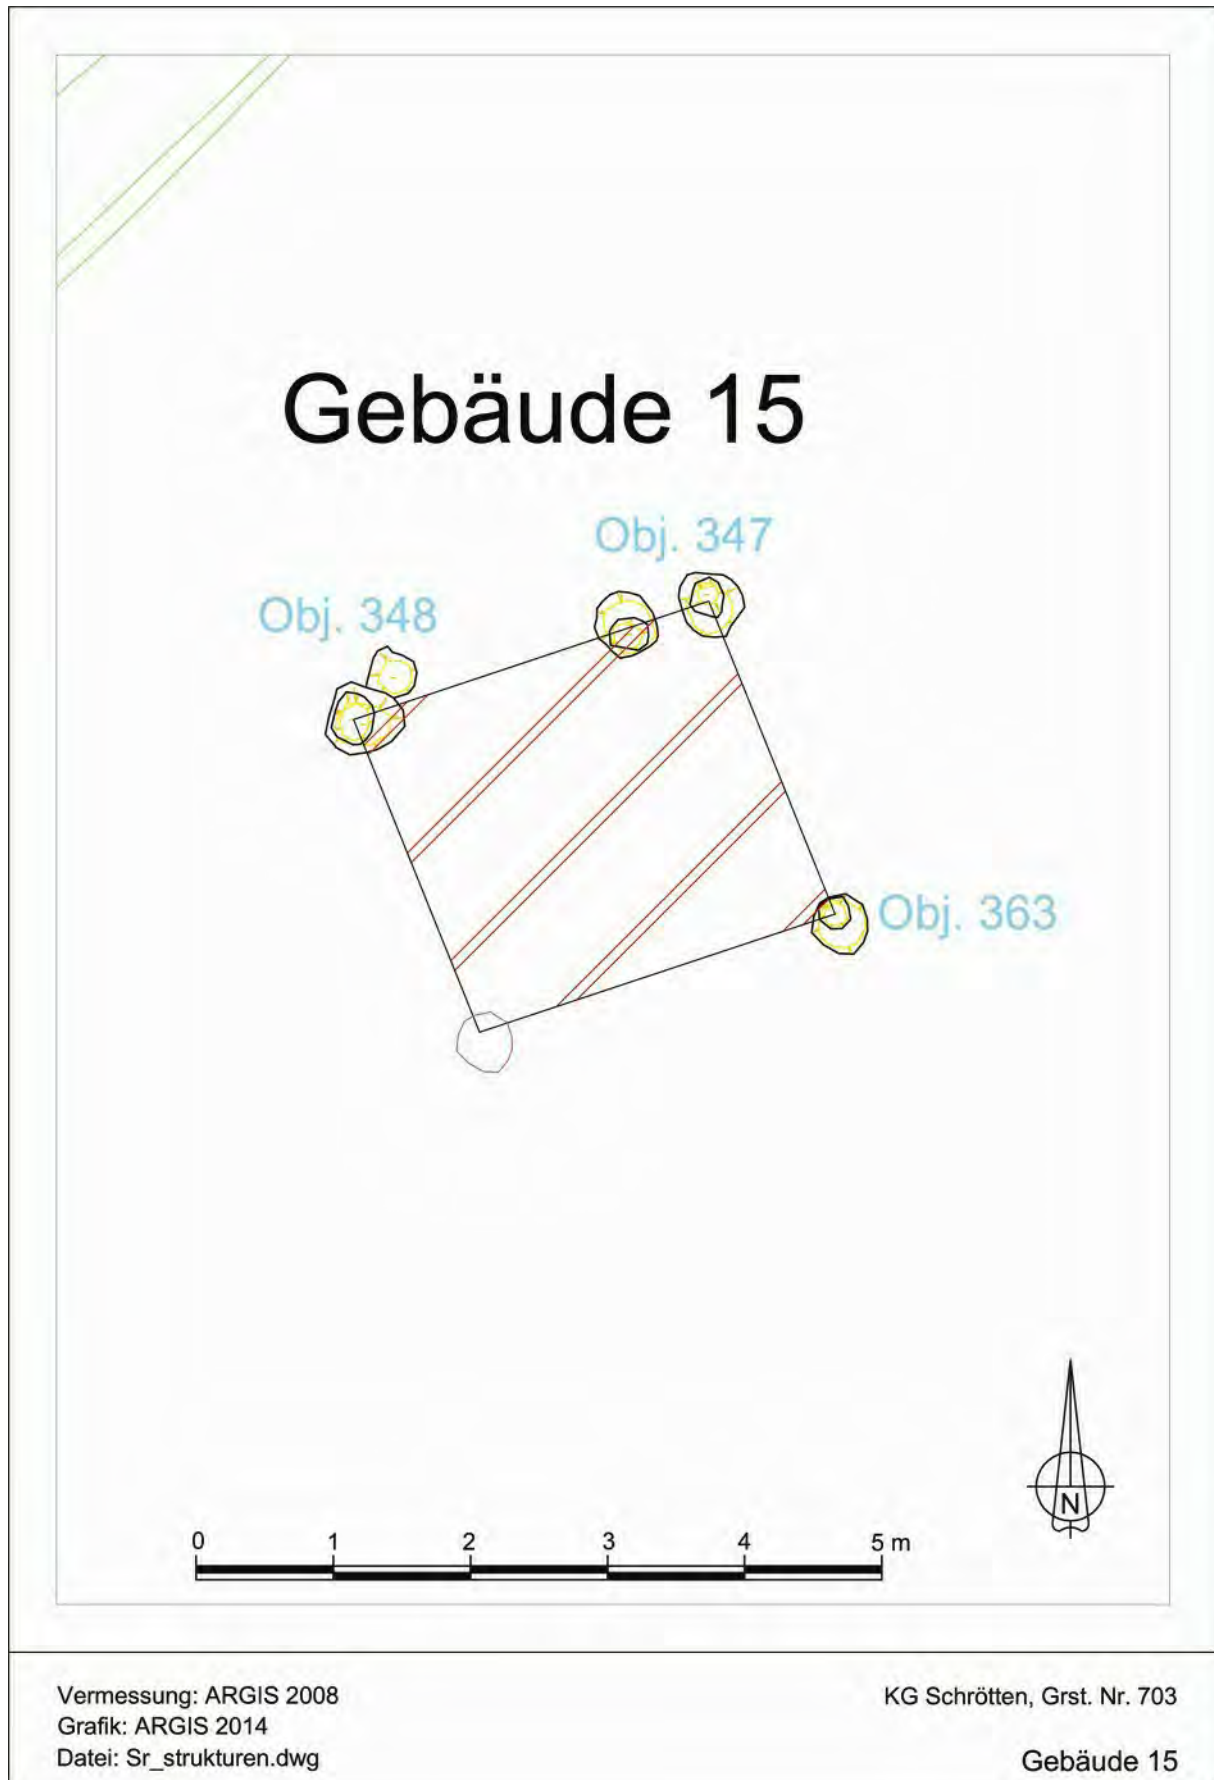 Gebäude 15
Obj. 347
Obj. 348
Obj. 363
N
0 1 2 3 4 5 m
Vermessung: ARGIS 2008
Grafik: ARGIS 2014
Datei: Sr_strukturen.dwg
KG Schrötten, Grst. Nr. 703
Gebäude 15